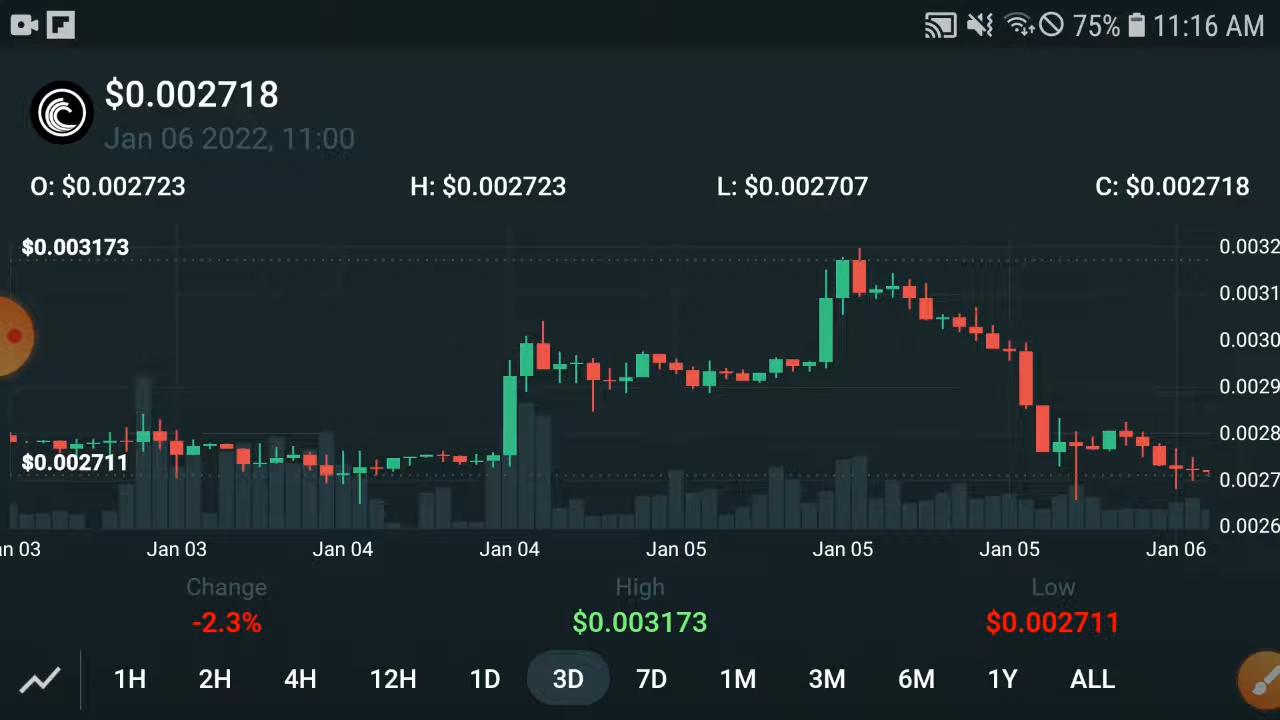 75% 11:16 AM
$0.002718
Jan 06 2022, 11:00
O: $0.002723 H: $0.002723 L: $0.002707 C: $0.002718
$0.003173
0.0032
0.0031
0.0030
0.0029
0.0028
$0.002711
0.0027
0.0026
an 03 Jan 03 Jan 04 Jan 04 Jan 05 Jan 05 Jan 05 Jan 06
Change High Low
-2.3% $0.003173 $0.002711
1H 2H 4H 12H 1D 3D 7D 1M 3M 6M 1Y ALL